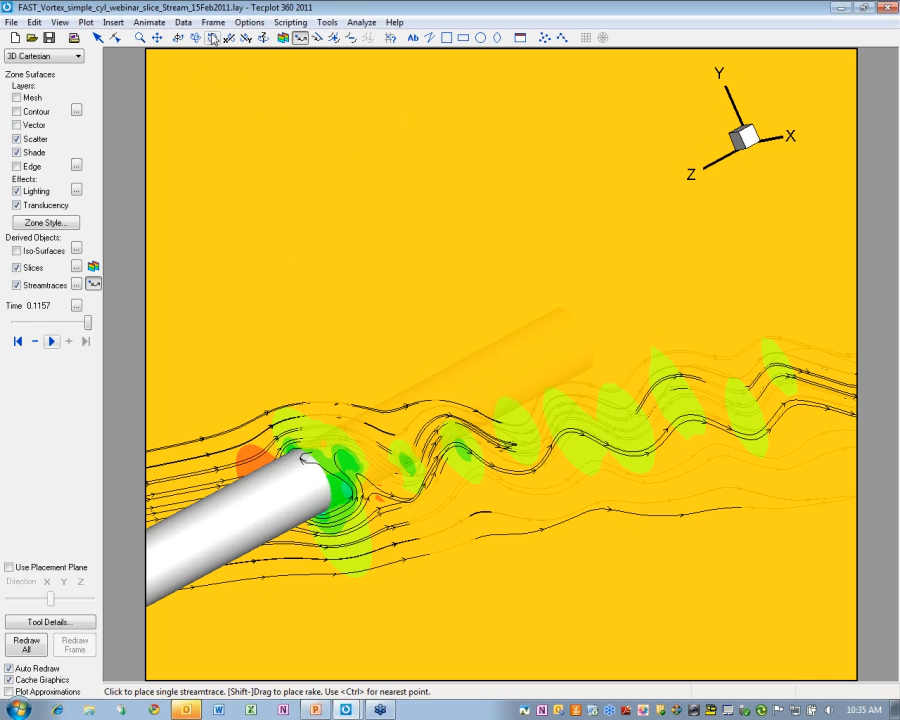 FAST_Vortex_simple_cyl_webinar_slice_Stream_15Feb2011.lay - Tecplot 360 2011
File Edit View Plot Insert Animate Data Frame Options Scripting Tools Analyze Help
Ab
3D Cartesian
Zone Surfaces
Layers:
Mesh
Contour
Vector
Scatter
Shade
Edge
Effects:
Lighting
Translucency
Zone Style...
Derived Objects:
Iso-Surfaces
Slices
Streamtraces
Time 0.1157
Y
X
Z
Use Placement Plane
Direction X Y Z
Tool Details...
Redraw All
Redraw Frame
Auto Redraw
Cache Graphics
Plot Approximations
Click to place single streamtrace, [Shift-]Drag to place rake. Use <Ctrl> for nearest point.
10:35 AM